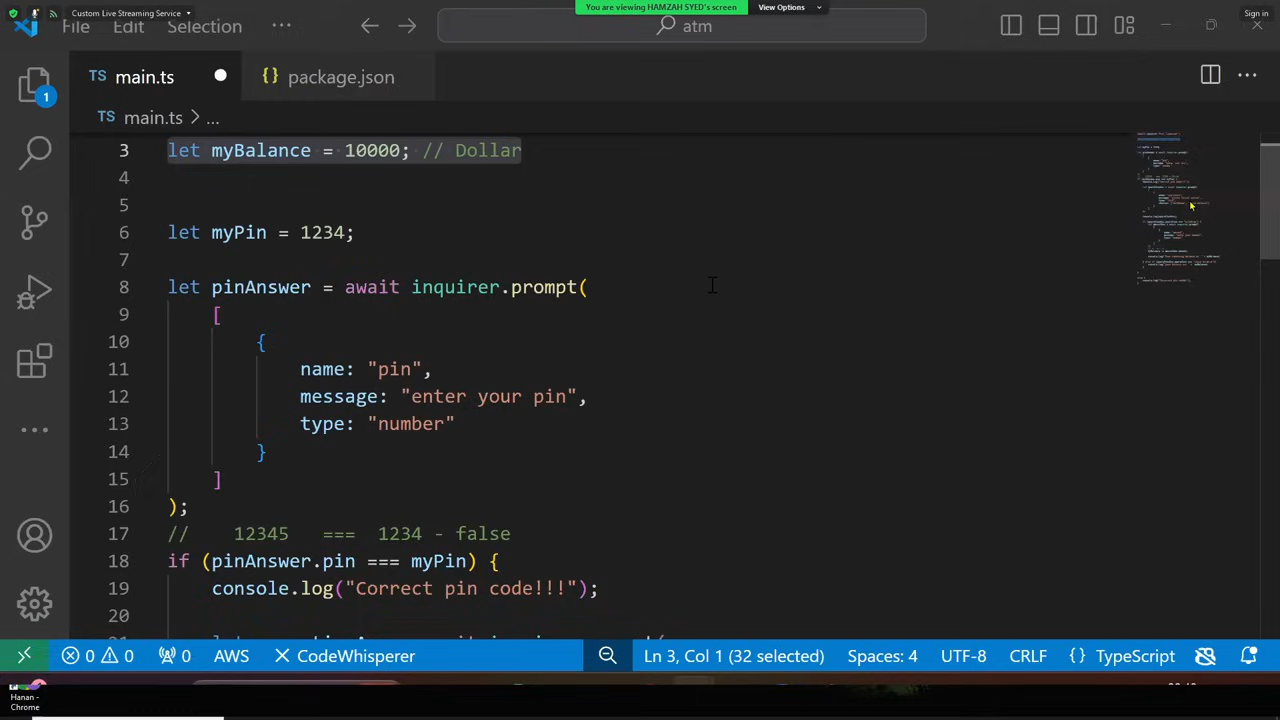 Custom Live Streaming Service
You are viewing HAMZAH SYED's screen
View Options
Sign in
File Edit Selection ···
atm
TS main.ts
{} package.json
1
TS main.ts > ...
3 let myBalance = 10000; // Dollar
4
5
6 let myPin = 1234;
7
8 let pinAnswer = await inquirer.prompt(
9 [
10 {
11 name: "pin",
12 message: "enter your pin",
13 type: "number"
14 }
15 ]
16 );
17 // 12345 === 1234 - false
18 if (pinAnswer.pin === myPin) {
19 console.log("Correct pin code!!!");
20
0 0 0 AWS CodeWhisperer Ln 3, Col 1 (32 selected) Spaces: 4 UTF-8 CRLF {} TypeScript
Hanan -
Chrome